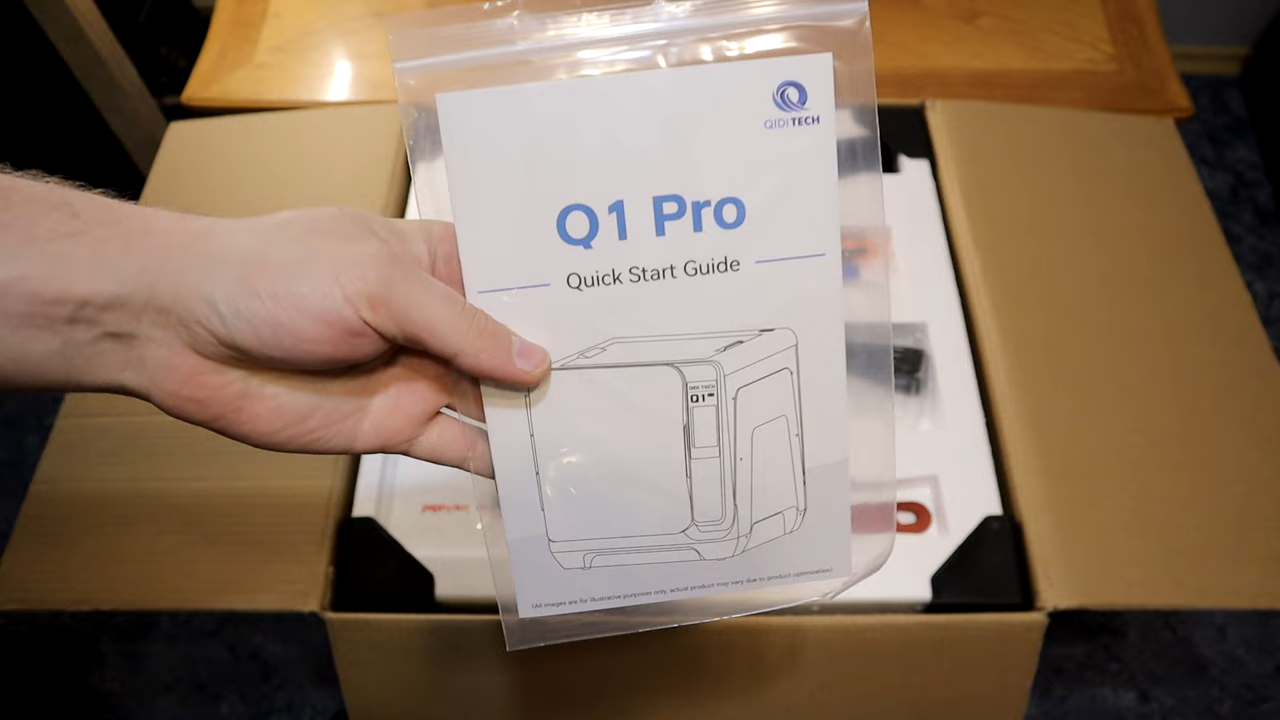 QIDI TECH
Q1 Pro
Quick Start Guide
QIDI TECH
Q1
(All images are for illustrative purposes only, actual product may vary due to product optimization)